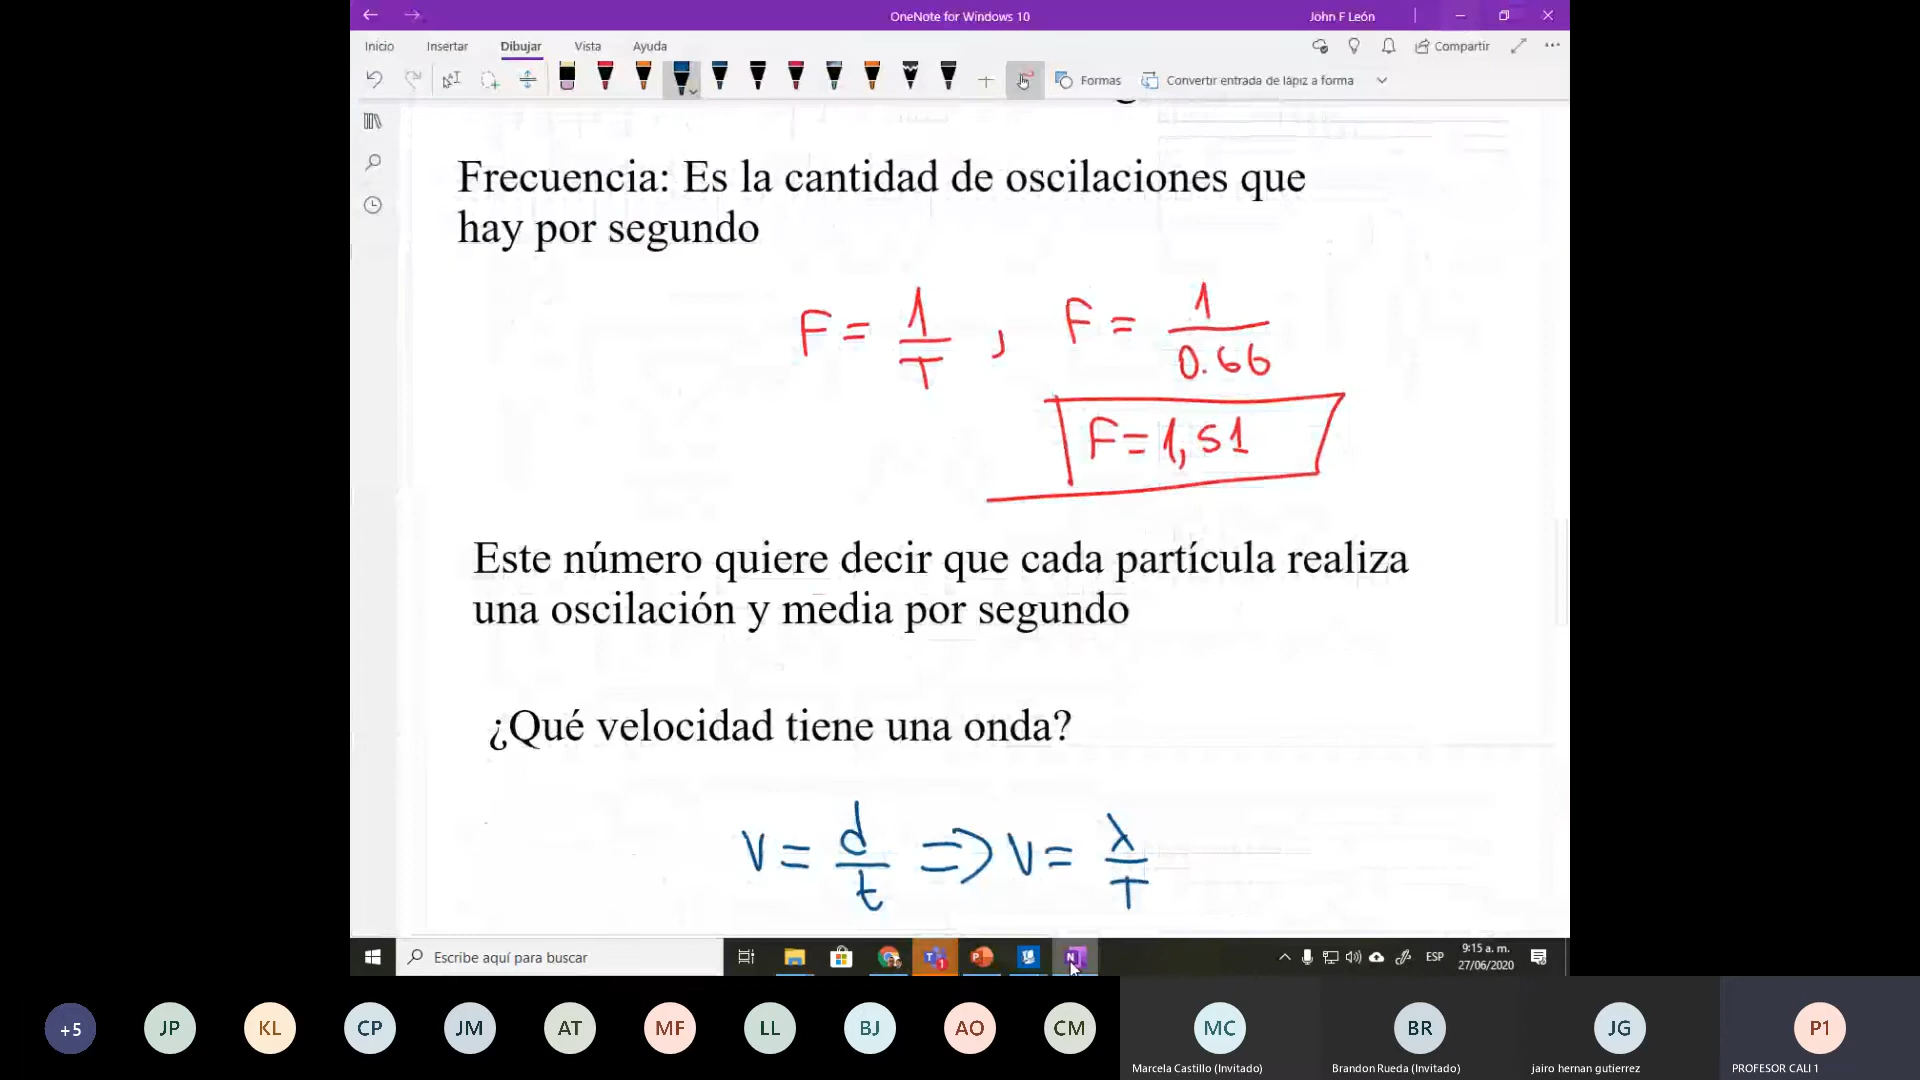 OneNote for Windows 10
John F León
Inicio Insertar Dibujar Vista Ayuda
Compartir
Formas
Convertir entrada de lápiz a forma
Frecuencia: Es la cantidad de oscilaciones que
hay por segundo
F = 1/T , F = 1/0.66
F = 1,51
Este número quiere decir que cada partícula realiza
una oscilación y media por segundo
¿Qué velocidad tiene una onda?
V = d/t => V = λ/T
Escribe aquí para buscar
ESP
9:15 a. m.
27/06/2020
+5 JP KL CP JM AT MF LL BJ AO CM MC BR JG P1
Marcela Castillo (Invitado) Brandon Rueda (Invitado) jairo hernan gutierrez PROFESOR CALI 1